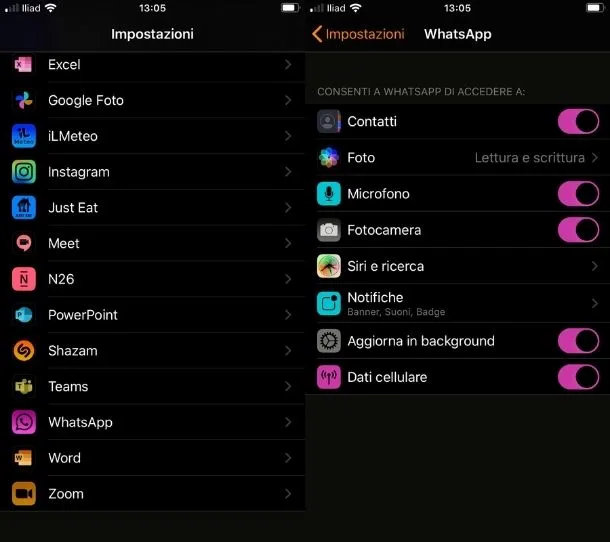 Iliad 13:05
Impostazioni
Excel
Google Foto
iLMeteo
Instagram
Just Eat
Meet
N26
PowerPoint
Shazam
Teams
WhatsApp
Word
Zoom
Iliad 13:05
Impostazioni WhatsApp
CONSENTI A WHATSAPP DI ACCEDERE A:
Contatti
Foto Lettura e scrittura
Microfono
Fotocamera
Siri e ricerca
Notifiche
Banner, Suoni, Badge
Aggiorna in background
Dati cellulare